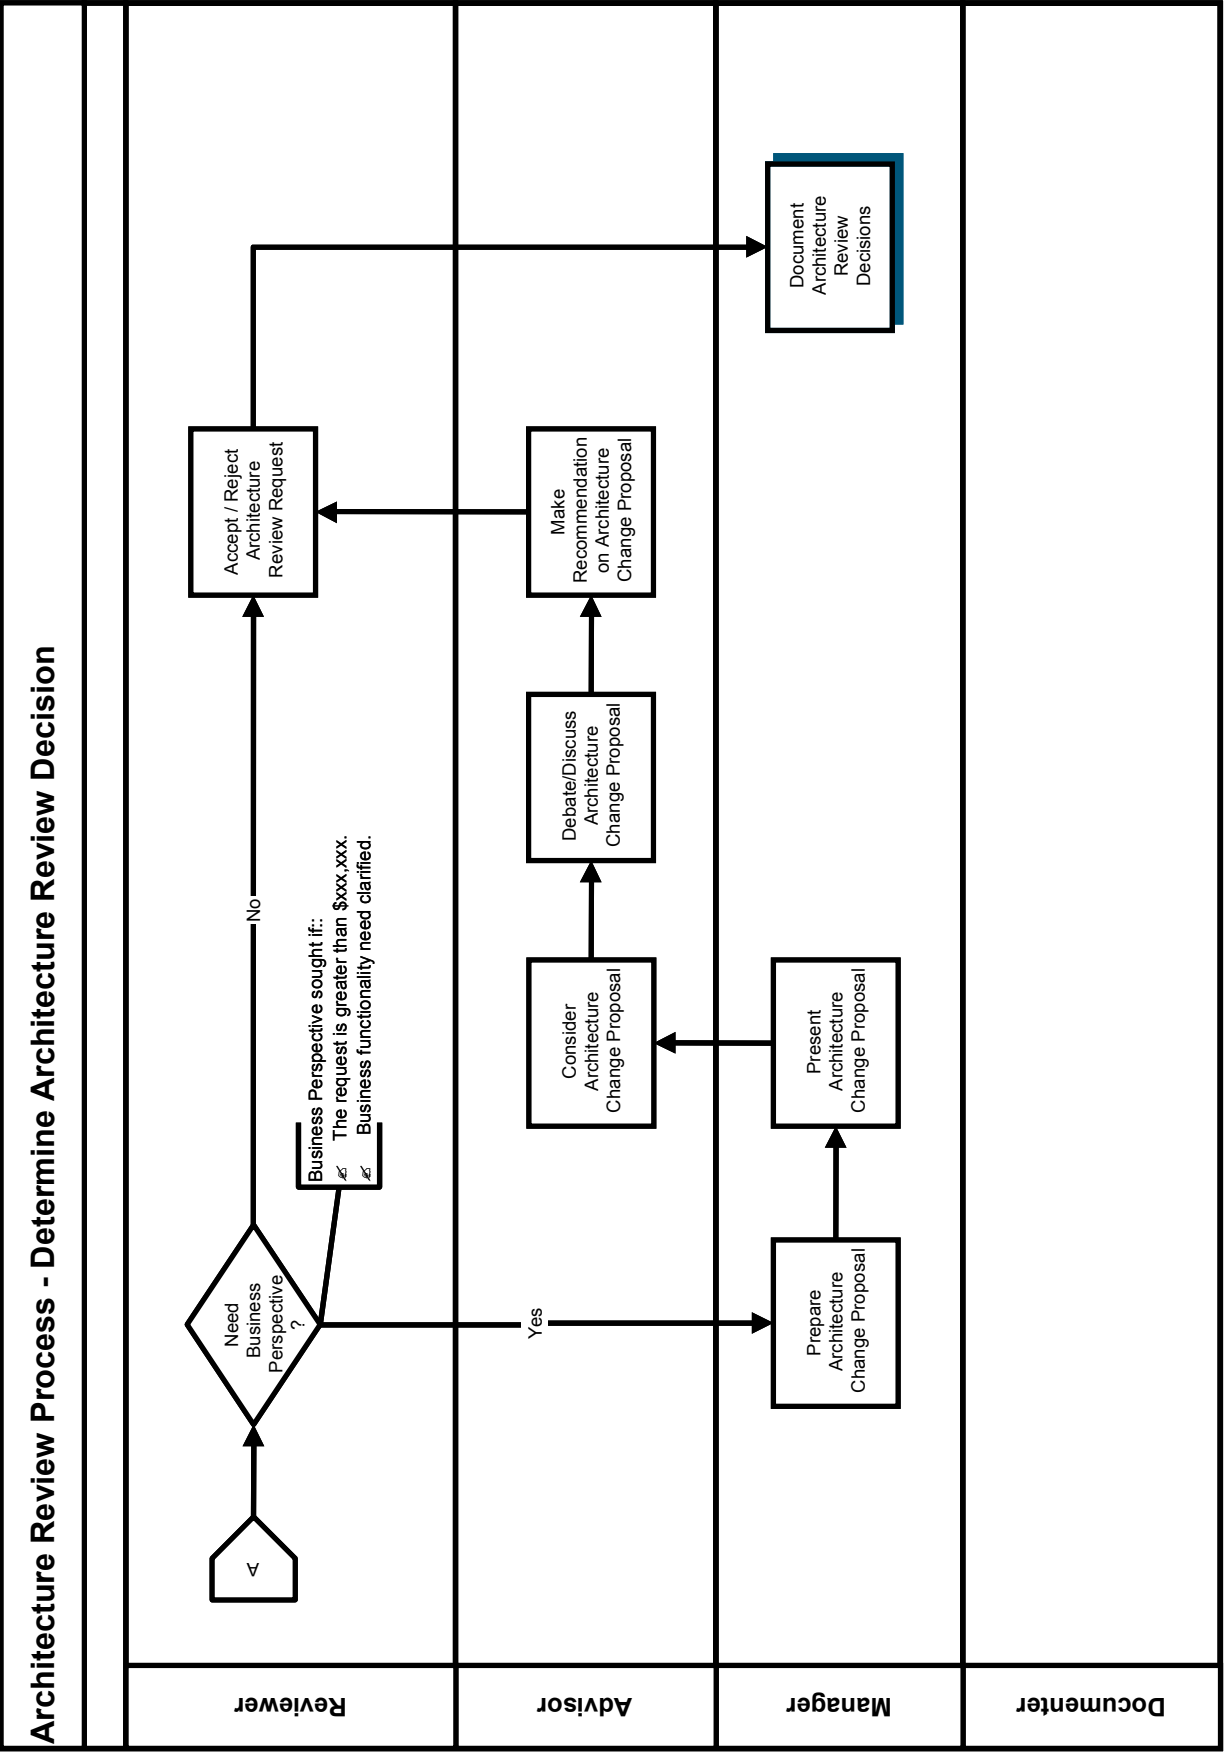 Architecture Review Process - Determine Architecture Review Decision
Reviewer
A
Need
Business
Perspective
?
No
Business Perspective sought if::
The request is greater than $xxx,xxx.
Business functionality need clarified.
Accept / Reject
Architecture
Review Request
Advisor
Yes
Consider
Architecture
Change Proposal
Debate/Discuss
Architecture
Change Proposal
Make
Recommendation
on Architecture
Change Proposal
Manager
Prepare
Architecture
Change Proposal
Present
Architecture
Change Proposal
Document
Architecture
Review
Decisions
Documenter